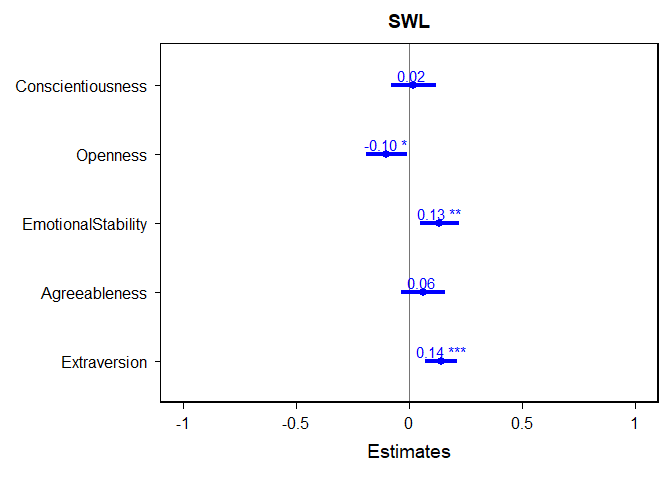 SWL
Conscientiousness
0.02
Openness
-0.10 *
EmotionalStability
0.13 **
Agreeableness
0.06
Extraversion
0.14 ***
-1 -0.5 0 0.5 1
Estimates